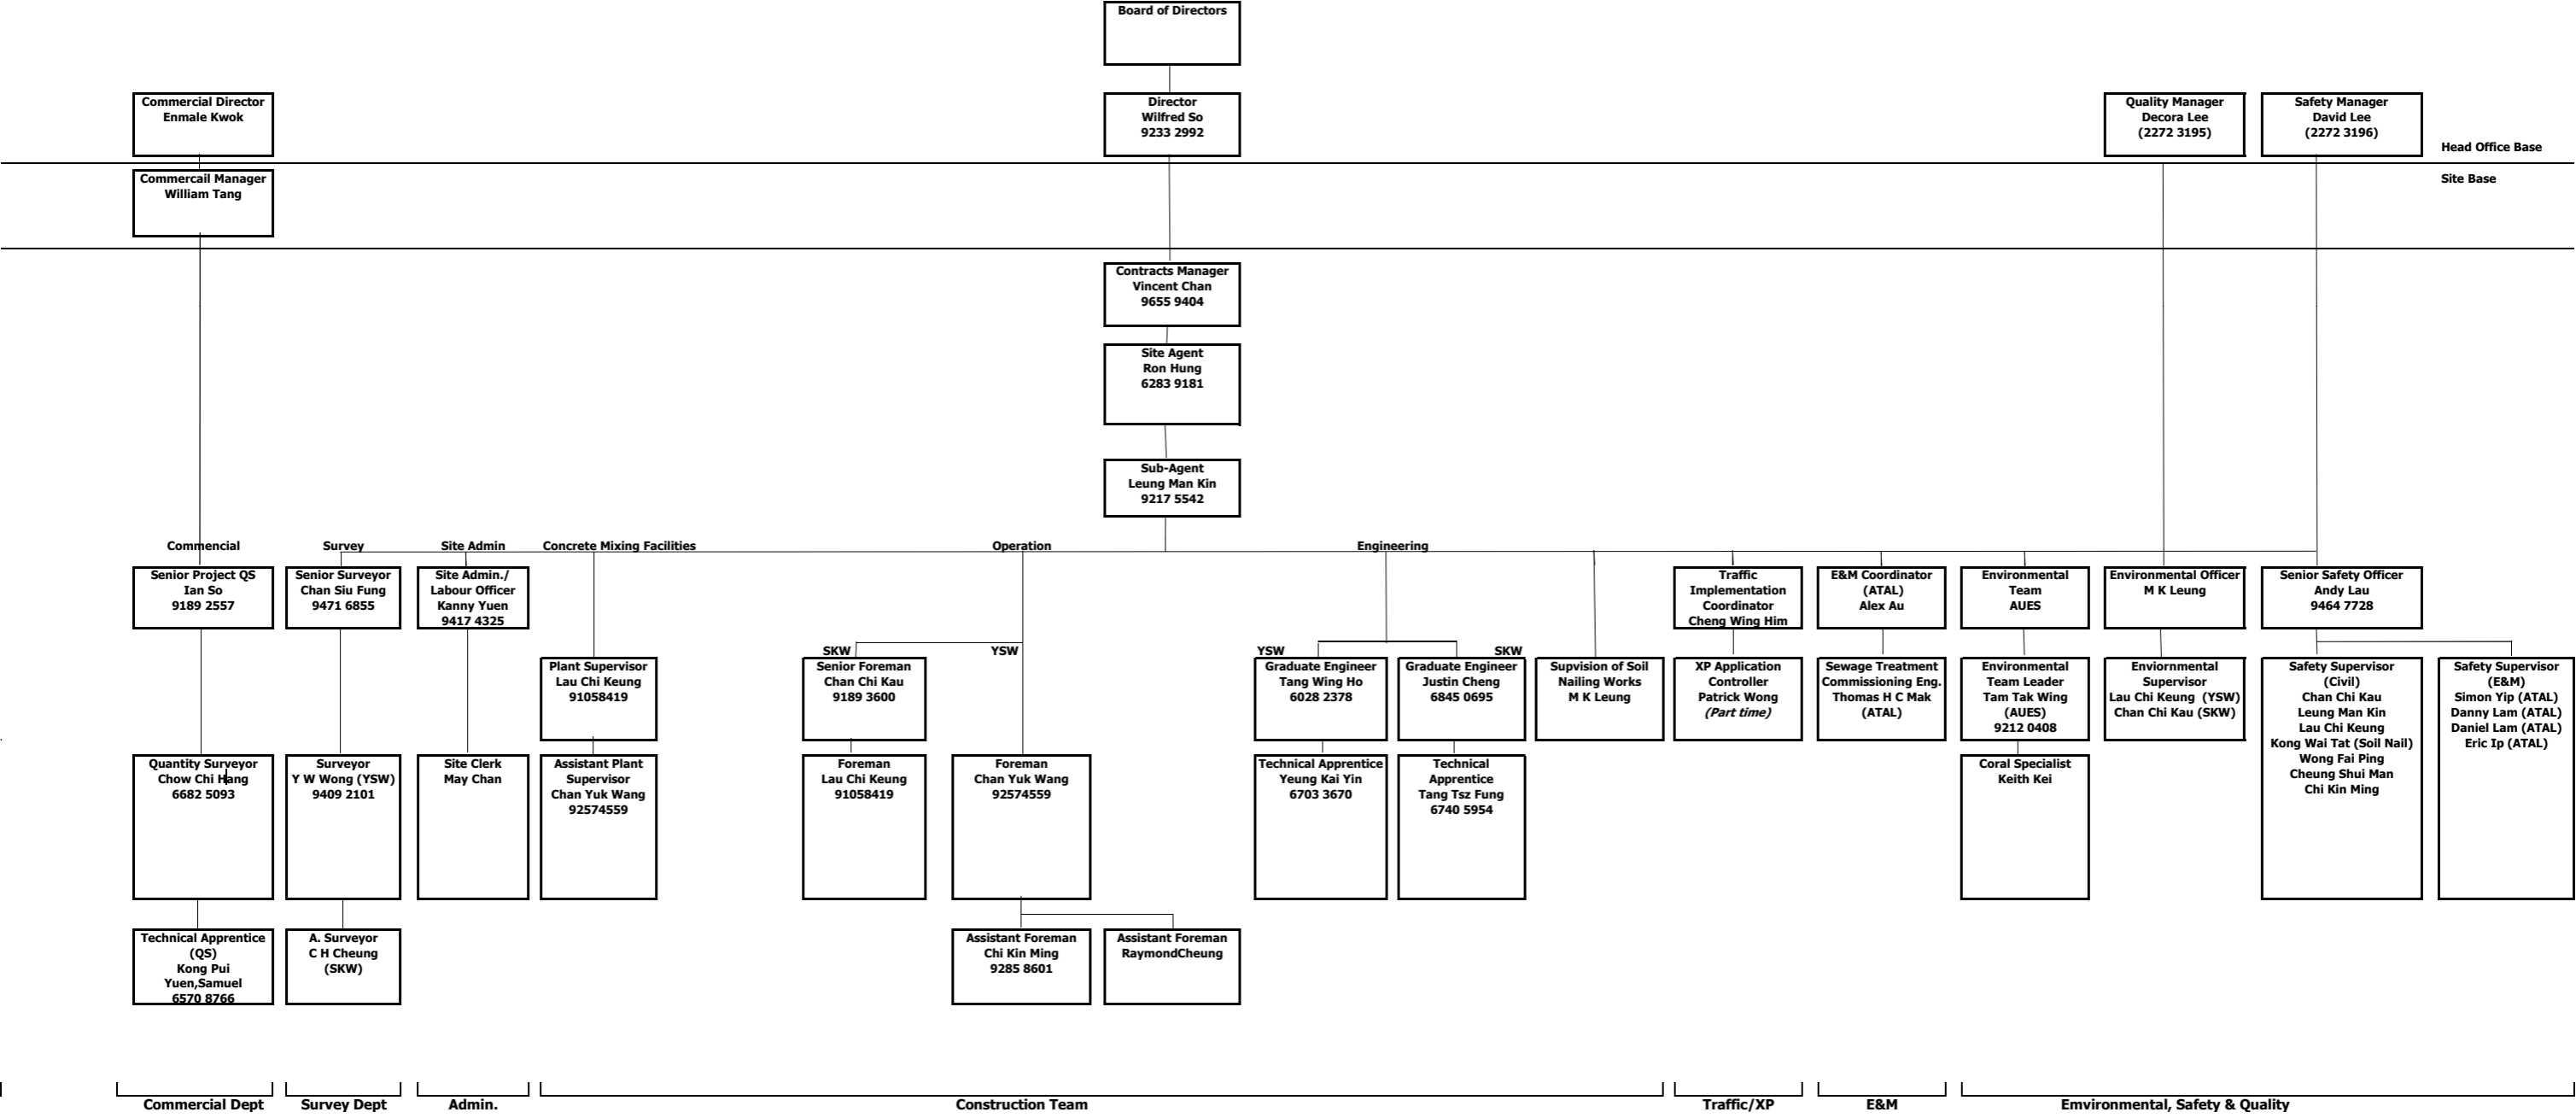 Board of Directors
Commercial Director
Enmale Kwok
Director
Wilfred So
9233 2992
Quality Manager
Decora Lee
(2272 3195)
Safety Manager
David Lee
(2272 3196)
Head Office Base
Site Base
Commercail Manager
William Tang
Contracts Manager
Vincent Chan
9655 9404
Site Agent
Ron Hung
6283 9181
Sub-Agent
Leung Man Kin
9217 5542
Commencial
Survey
Site Admin
Concrete Mixing Facilities
Operation
Engineering
Senior Project QS
Ian So
9189 2557
Senior Surveyor
Chan Siu Fung
9471 6855
Site Admin./
Labour Officer
Kanny Yuen
9417 4325
Traffic
Implementation
Coordinator
Cheng Wing Him
E&M Coordinator
(ATAL)
Alex Au
Environmental
Team
AUES
Environmental Officer
M K Leung
Senior Safety Officer
Andy Lau
9464 7728
SKW
YSW
YSW
SKW
Plant Supervisor
Lau Chi Keung
91058419
Senior Foreman
Chan Chi Kau
9189 3600
Graduate Engineer
Tang Wing Ho
6028 2378
Graduate Engineer
Justin Cheng
6845 0695
Supvision of Soil
Nailing Works
M K Leung
XP Application
Controller
Patrick Wong
(Part time)
Sewage Treatment
Commissioning Eng.
Thomas H C Mak
(ATAL)
Environmental
Team Leader
Tam Tak Wing
(AUES)
9212 0408
Enviornmental
Supervisor
Lau Chi Keung (YSW)
Chan Chi Kau (SKW)
Safety Supervisor
(Civil)
Chan Chi Kau
Leung Man Kin
Lau Chi Keung
Kong Wai Tat (Soil Nail)
Wong Fai Ping
Cheung Shui Man
Chi Kin Ming
Safety Supervisor
(E&M)
Simon Yip (ATAL)
Danny Lam (ATAL)
Daniel Lam (ATAL)
Eric Ip (ATAL)
Quantity Surveyor
Chow Chi Hang
6682 5093
Surveyor
Y W Wong (YSW)
9409 2101
Site Clerk
May Chan
Assistant Plant
Supervisor
Chan Yuk Wang
92574559
Foreman
Lau Chi Keung
91058419
Foreman
Chan Yuk Wang
92574559
Technical Apprentice
Yeung Kai Yin
6703 3670
Technical
Apprentice
Tang Tsz Fung
6740 5954
Coral Specialist
Keith Kei
Technical Apprentice
(QS)
Kong Pui
Yuen,Samuel
6570 8766
A. Surveyor
C H Cheung
(SKW)
Assistant Foreman
Chi Kin Ming
9285 8601
Assistant Foreman
RaymondCheung
Commercial Dept
Survey Dept
Admin.
Construction Team
Traffic/XP
E&M
Emvironmental, Safety & Quality